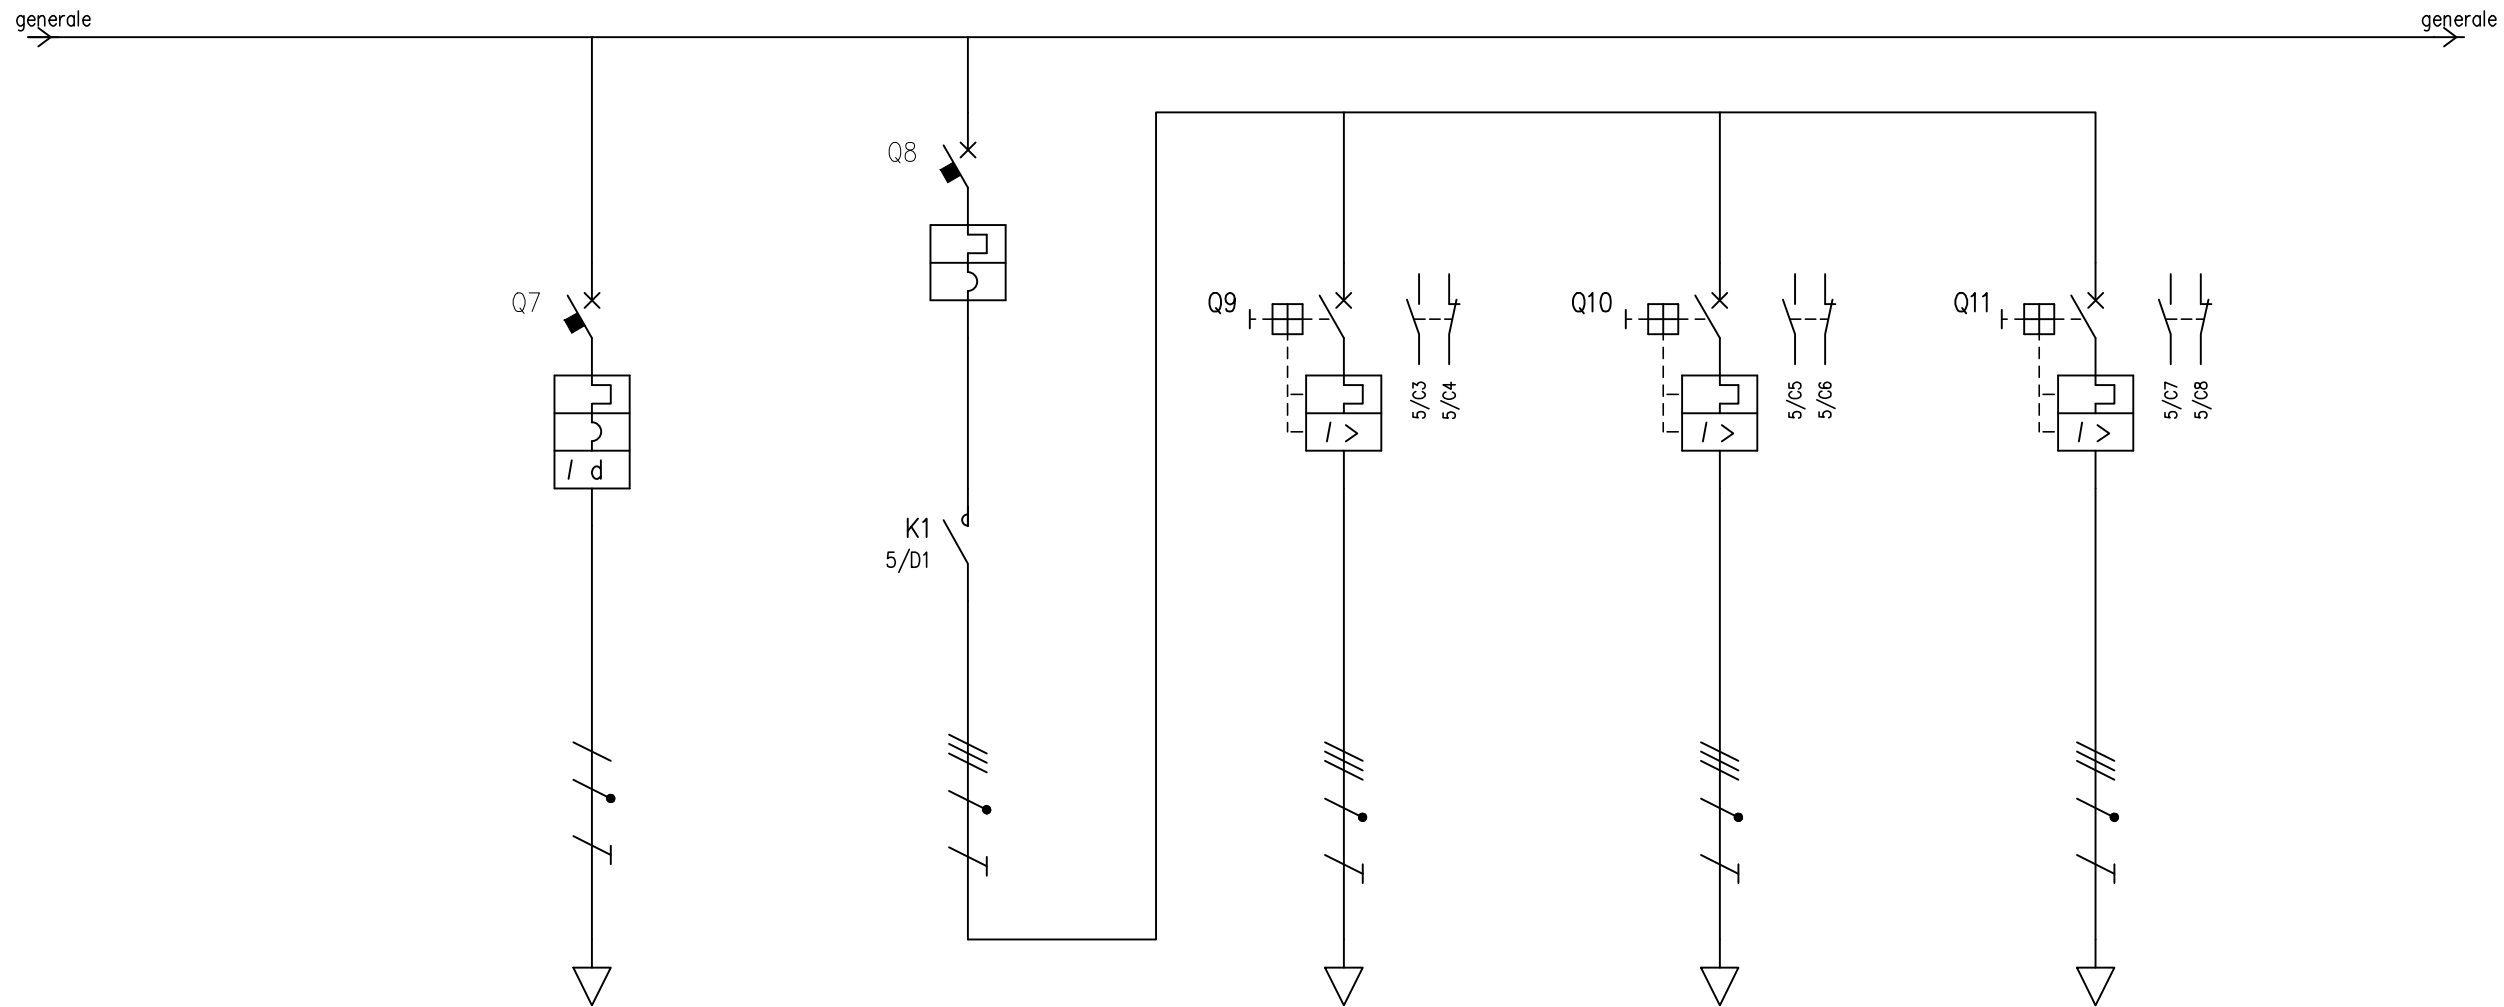 generale generale
Q8
Q7
Q9 Q10 Q11
5/C3 5/C4 5/C5 5/C6 5/C7 5/C8
I >
I >
I >
I d
K1
5/D1